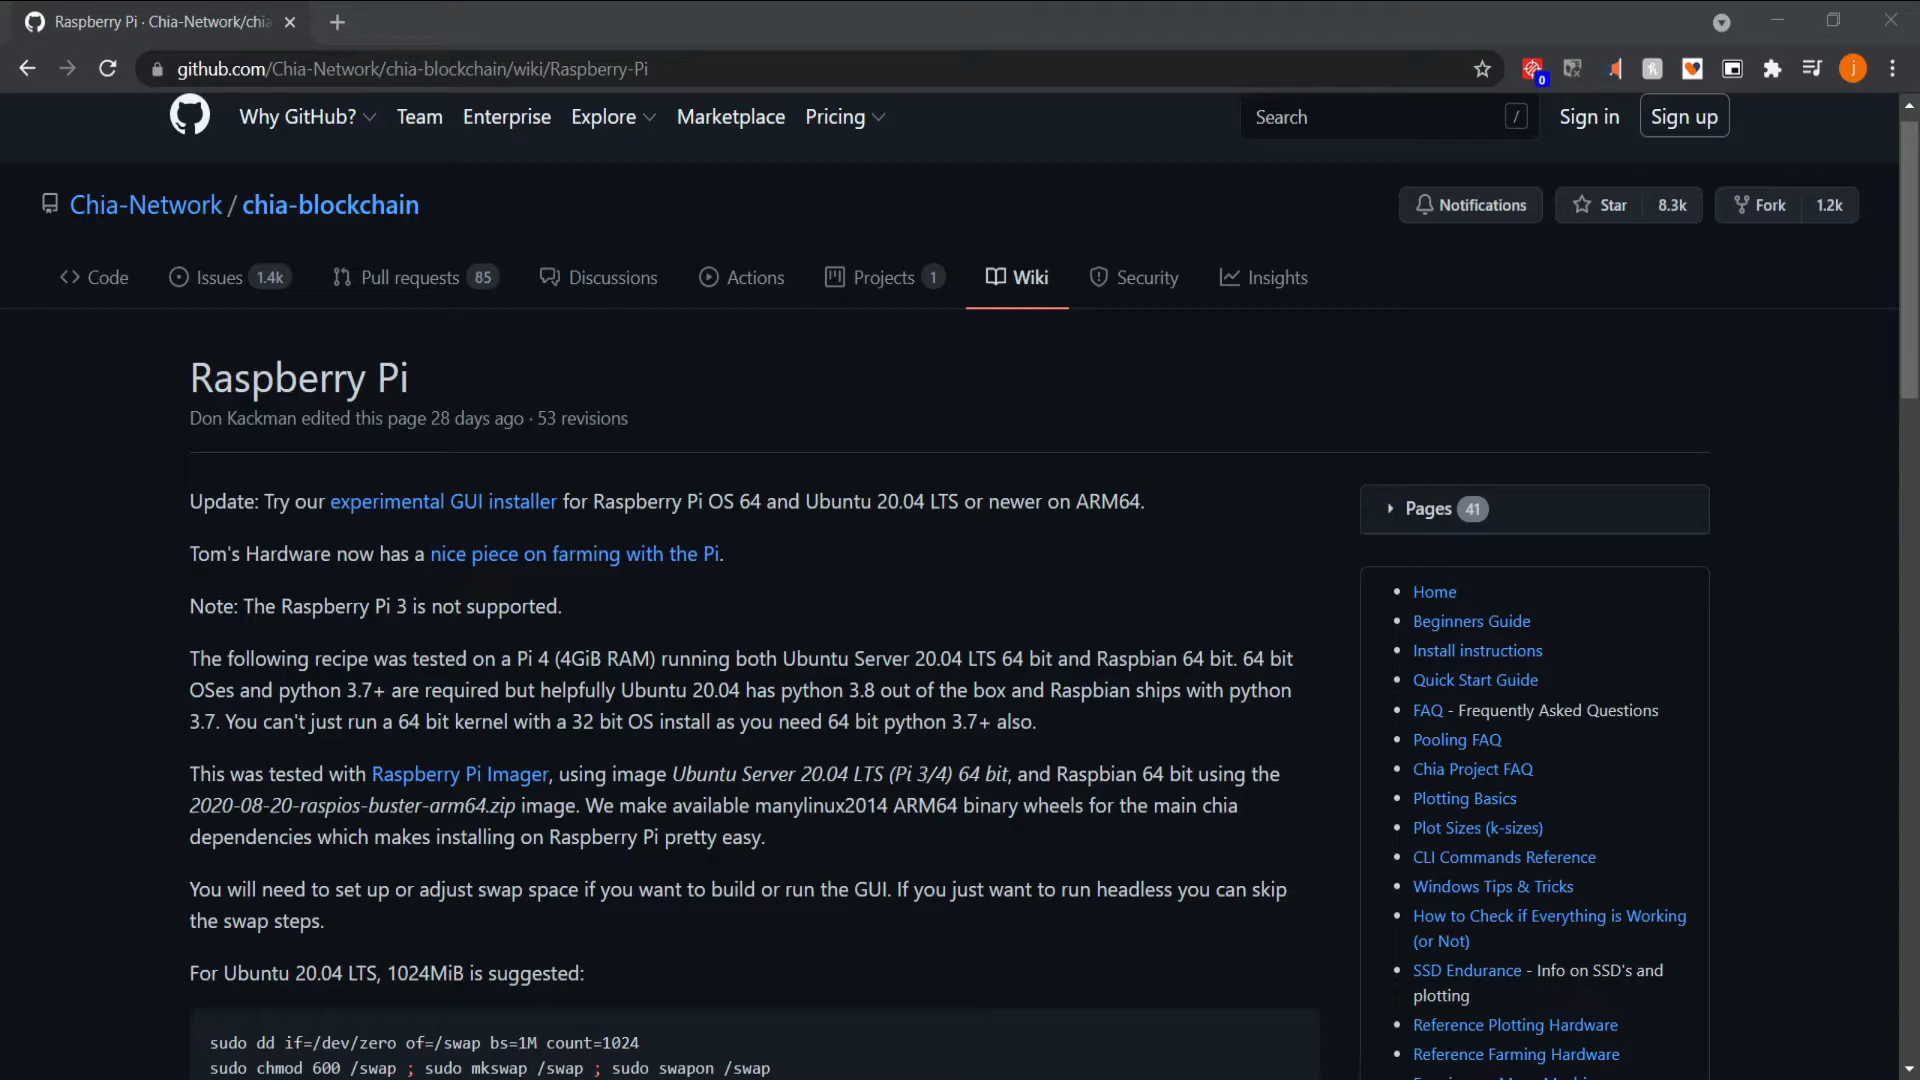 Raspberry Pi · Chia-Network/chia
github.com/Chia-Network/chia-blockchain/wiki/Raspberry-Pi
0
j
Why GitHub? Team Enterprise Explore Marketplace Pricing Search / Sign in Sign up
Chia-Network / chia-blockchain
Notifications Star 8.3k Fork 1.2k
Code Issues 1.4k Pull requests 85 Discussions Actions Projects 1 Wiki Security Insights
Raspberry Pi
Don Kackman edited this page 28 days ago · 53 revisions
Update: Try our experimental GUI installer for Raspberry Pi OS 64 and Ubuntu 20.04 LTS or newer on ARM64.
Tom's Hardware now has a nice piece on farming with the Pi.
Note: The Raspberry Pi 3 is not supported.
The following recipe was tested on a Pi 4 (4GiB RAM) running both Ubuntu Server 20.04 LTS 64 bit and Raspbian 64 bit. 64 bit
OSes and python 3.7+ are required but helpfully Ubuntu 20.04 has python 3.8 out of the box and Raspbian ships with python
3.7. You can't just run a 64 bit kernel with a 32 bit OS install as you need 64 bit python 3.7+ also.
This was tested with Raspberry Pi Imager, using image Ubuntu Server 20.04 LTS (Pi 3/4) 64 bit, and Raspbian 64 bit using the
2020-08-20-raspios-buster-arm64.zip image. We make available manylinux2014 ARM64 binary wheels for the main chia
dependencies which makes installing on Raspberry Pi pretty easy.
You will need to set up or adjust swap space if you want to build or run the GUI. If you just want to run headless you can skip
the swap steps.
For Ubuntu 20.04 LTS, 1024MiB is suggested:
sudo dd if=/dev/zero of=/swap bs=1M count=1024
sudo chmod 600 /swap ; sudo mkswap /swap ; sudo swapon /swap
Pages 41
Home
Beginners Guide
Install instructions
Quick Start Guide
FAQ - Frequently Asked Questions
Pooling FAQ
Chia Project FAQ
Plotting Basics
Plot Sizes (k-sizes)
CLI Commands Reference
Windows Tips & Tricks
How to Check if Everything is Working
(or Not)
SSD Endurance - Info on SSD's and
plotting
Reference Plotting Hardware
Reference Farming Hardware